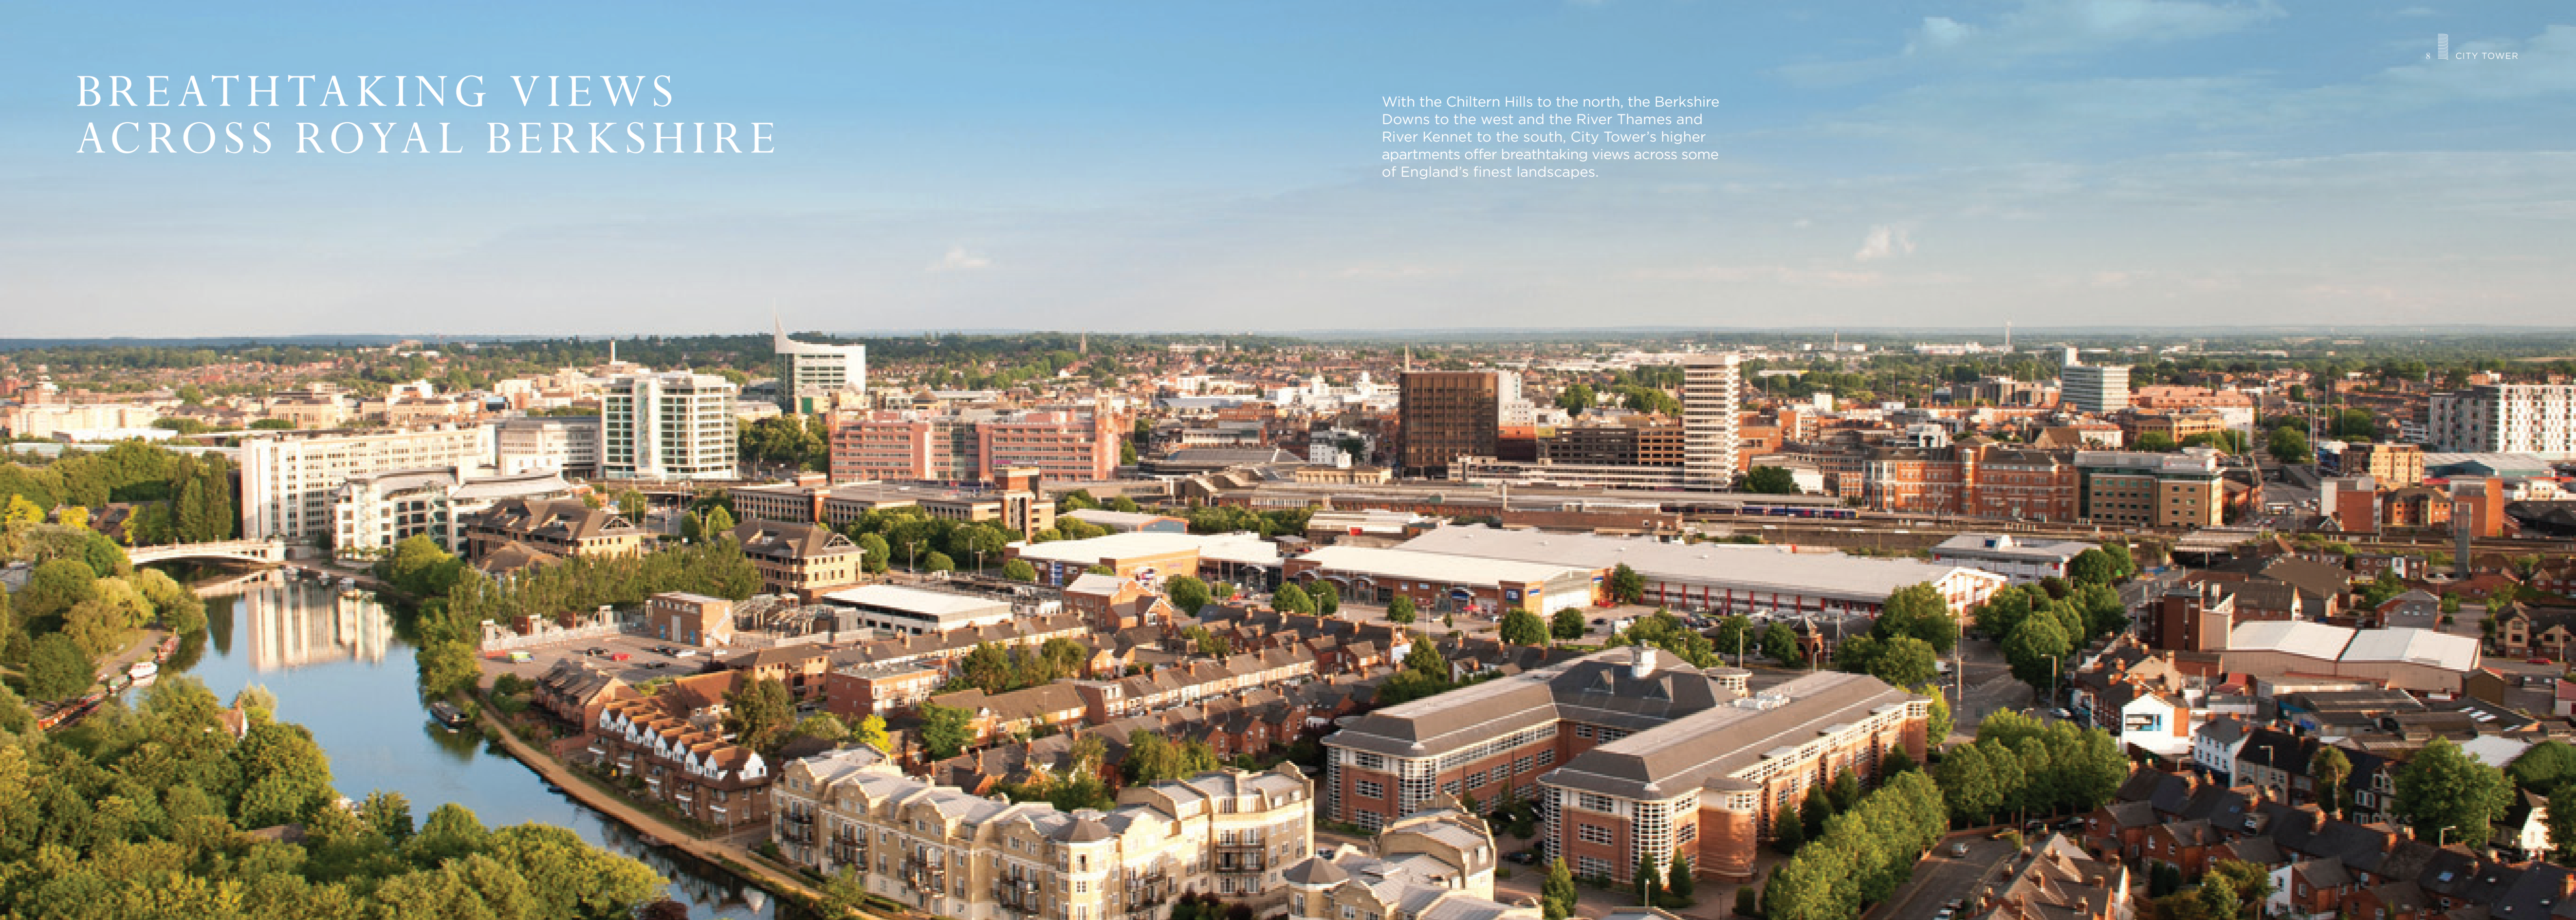 BREATHTAKING VIEWS
ACROSS ROYAL BERKSHIRE
With the Chiltern Hills to the north, the Berkshire
Downs to the west and the River Thames and
River Kennet to the south, City Tower’s higher
apartments offer breathtaking views across some
of England’s finest landscapes.
8 CITY TOWER